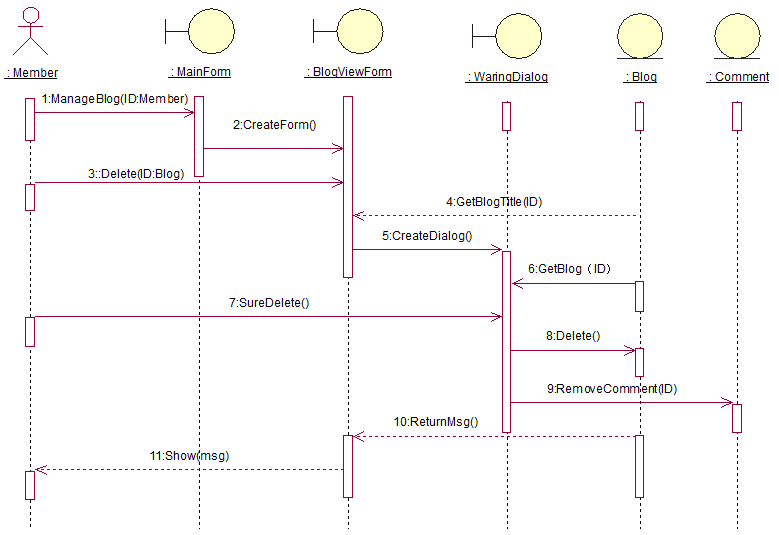 : Member
: MainForm
: BlogViewForm
: WaringDialog
: Blog
: Comment
1:ManageBlog(ID:Member)
2:CreateForm()
3::Delete(ID:Blog)
4:GetBlogTitle(ID)
5:CreateDialog()
6:GetBlog（ID）
7:SureDelete()
8:Delete()
9:RemoveComment(ID)
10:ReturnMsg()
11:Show(msg)